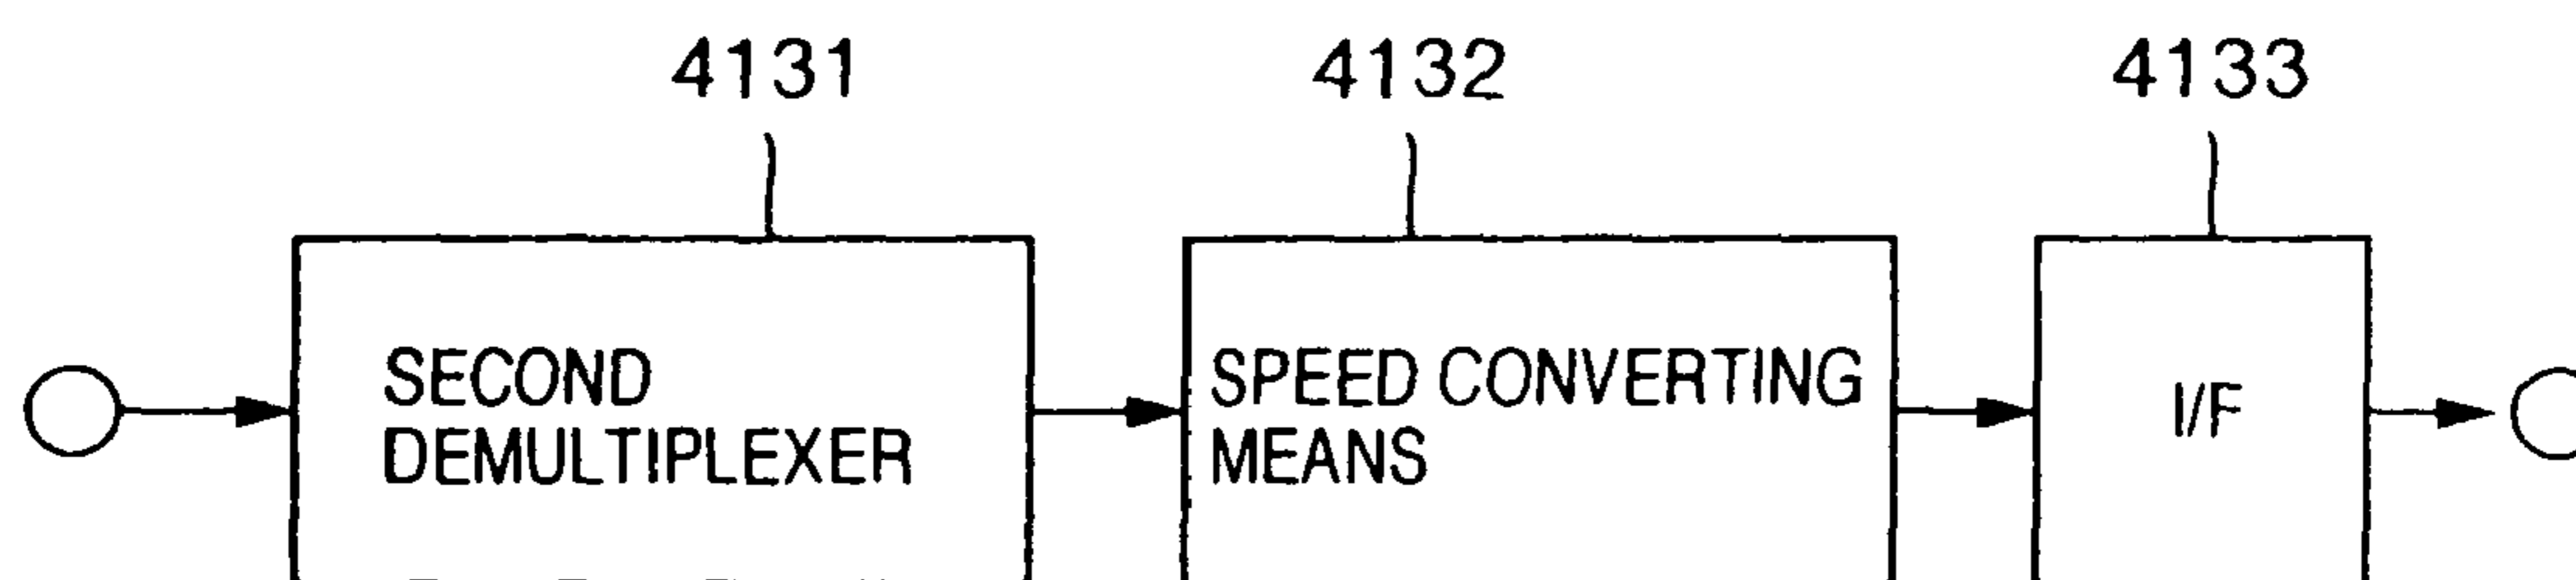 4131
4132
4133
SECOND
DEMULTIPLEXER
SPEED CONVERTING
MEANS
I/F